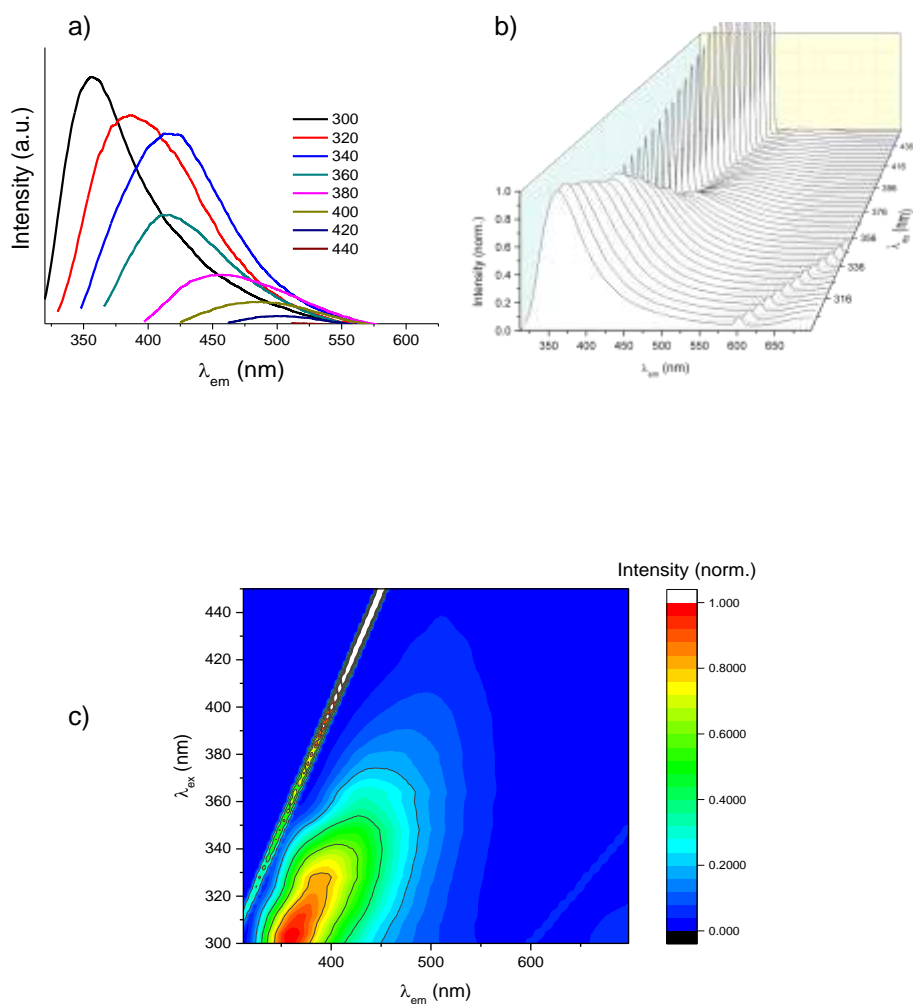 a)
Intensity (a.u.)
300
320
340
360
380
400
420
440
350 400 450 500 550 600
λem (nm)
b)
Intensity (norm.)
1.0
0.8
0.6
0.4
0.2
0.0
350 400 450 500 550 600 650
λem (nm)
436
416
396
376
356
336
316
λex (nm)
c)
Intensity (norm.)
1.000
0.8000
0.6000
0.4000
0.2000
0.000
λex (nm)
440
420
400
380
360
340
320
300
400 500 600
λem (nm)